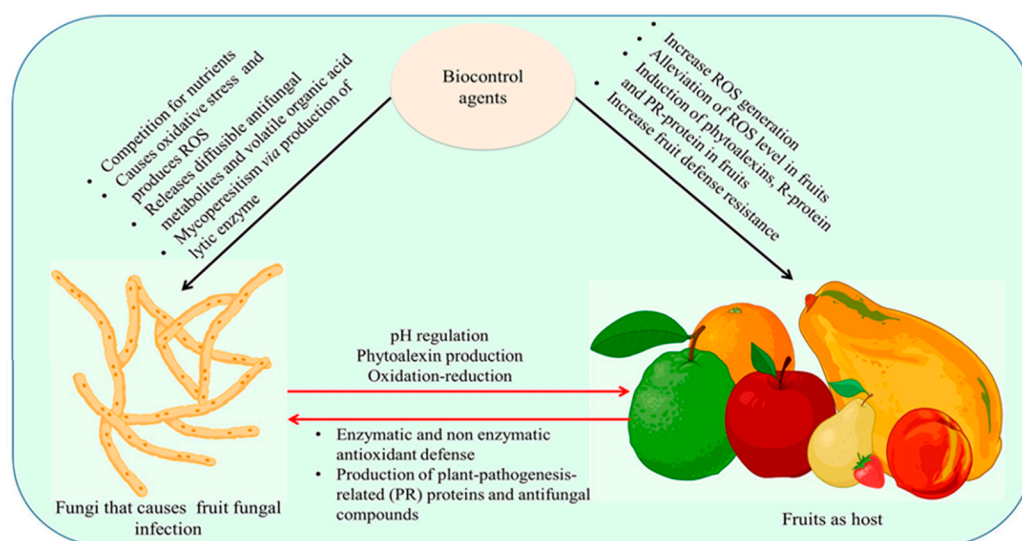 Biocontrol
agents
• Competition for nutrients
• Causes oxidative stress and
produces ROS
• Releases diffusible antifungal
metabolites and volatile organic acid
• Mycoperesitism via production of
lytic enzyme
• Increase ROS generation
• Alleviation of ROS level in fruits
• Induction of phytoalexins, R-protein
and PR-protein in fruits
• Increase fruit defense resistance
pH regulation
Phytoalexin production
Oxidation-reduction
• Enzymatic and non enzymatic
antioxidant defense
• Production of plant-pathogenesis-
related (PR) proteins and antifungal
compounds
Fungi that causes fruit fungal
infection
Fruits as host